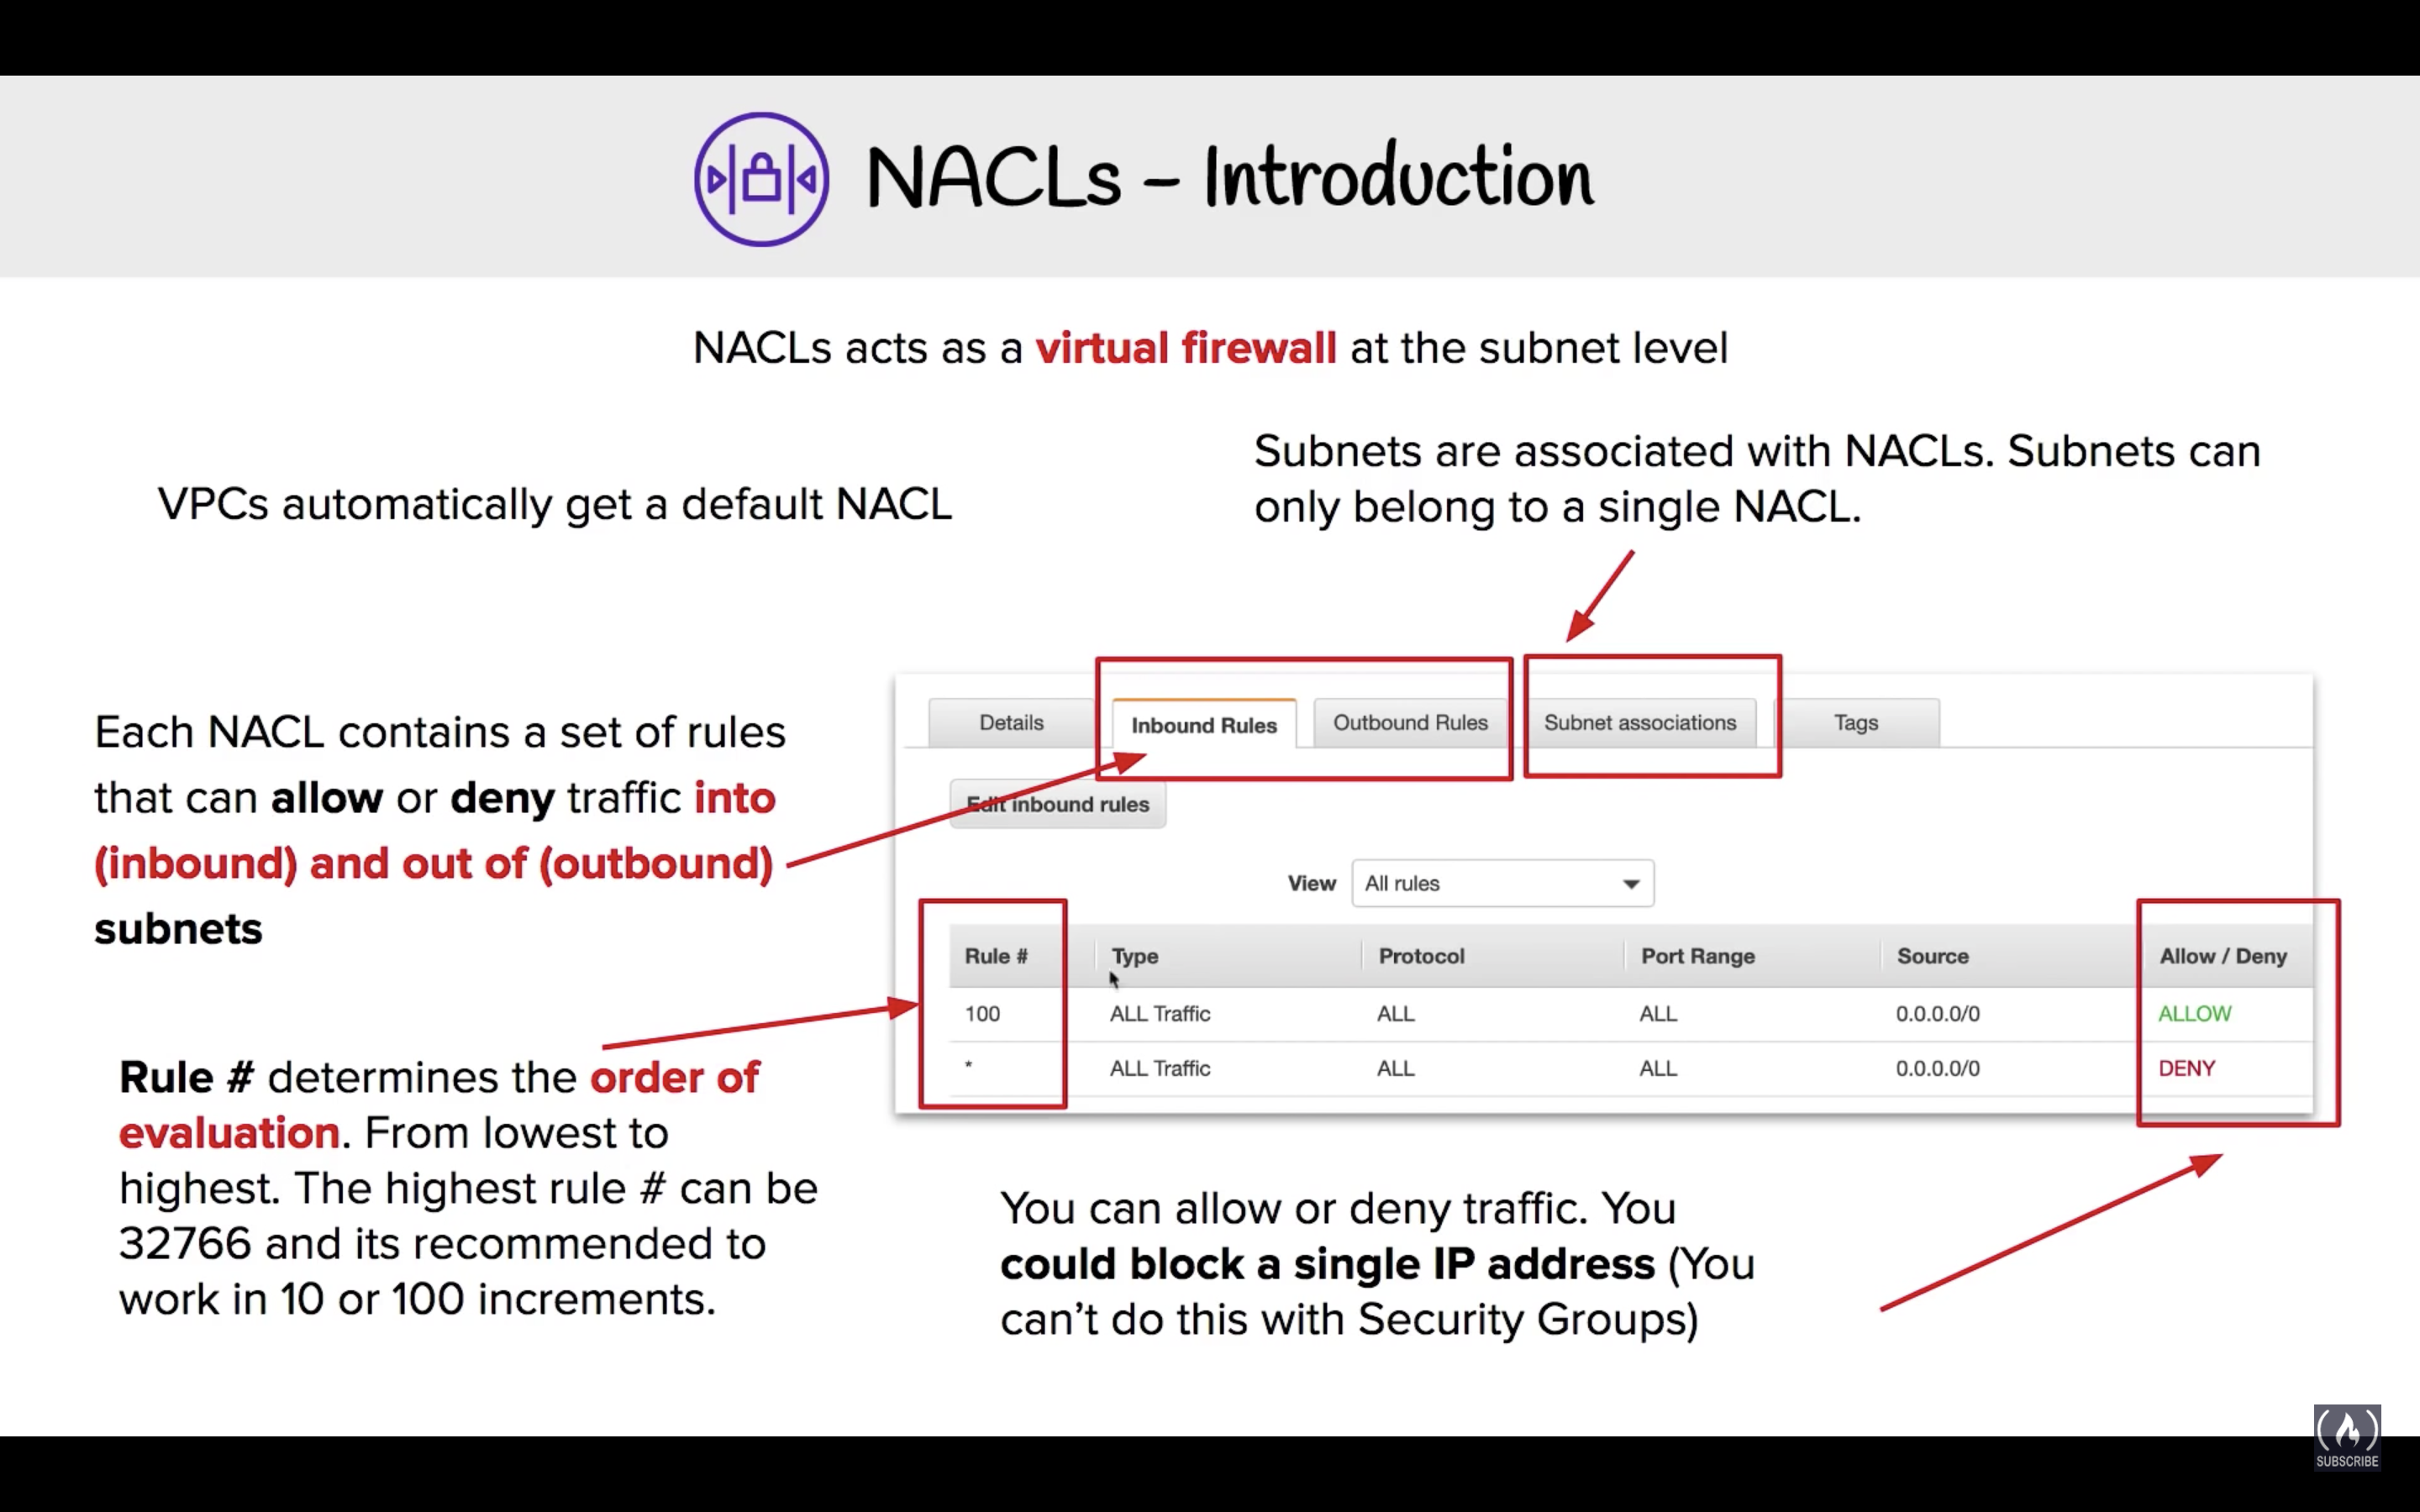 NACLs – Introduction
NACLs acts as a virtual firewall at the subnet level
VPCs automatically get a default NACL
Subnets are associated with NACLs. Subnets can
only belong to a single NACL.
Each NACL contains a set of rules
that can allow or deny traffic into
(inbound) and out of (outbound)
subnets
Rule # determines the order of
evaluation. From lowest to
highest. The highest rule # can be
32766 and its recommended to
work in 10 or 100 increments.
Details Inbound Rules Outbound Rules Subnet associations Tags
Edit inbound rules
View All rules
Rule # Type Protocol Port Range Source Allow / Deny
100 ALL Traffic ALL ALL 0.0.0.0/0 ALLOW
* ALL Traffic ALL ALL 0.0.0.0/0 DENY
You can allow or deny traffic. You
could block a single IP address (You
can’t do this with Security Groups)
SUBSCRIBE